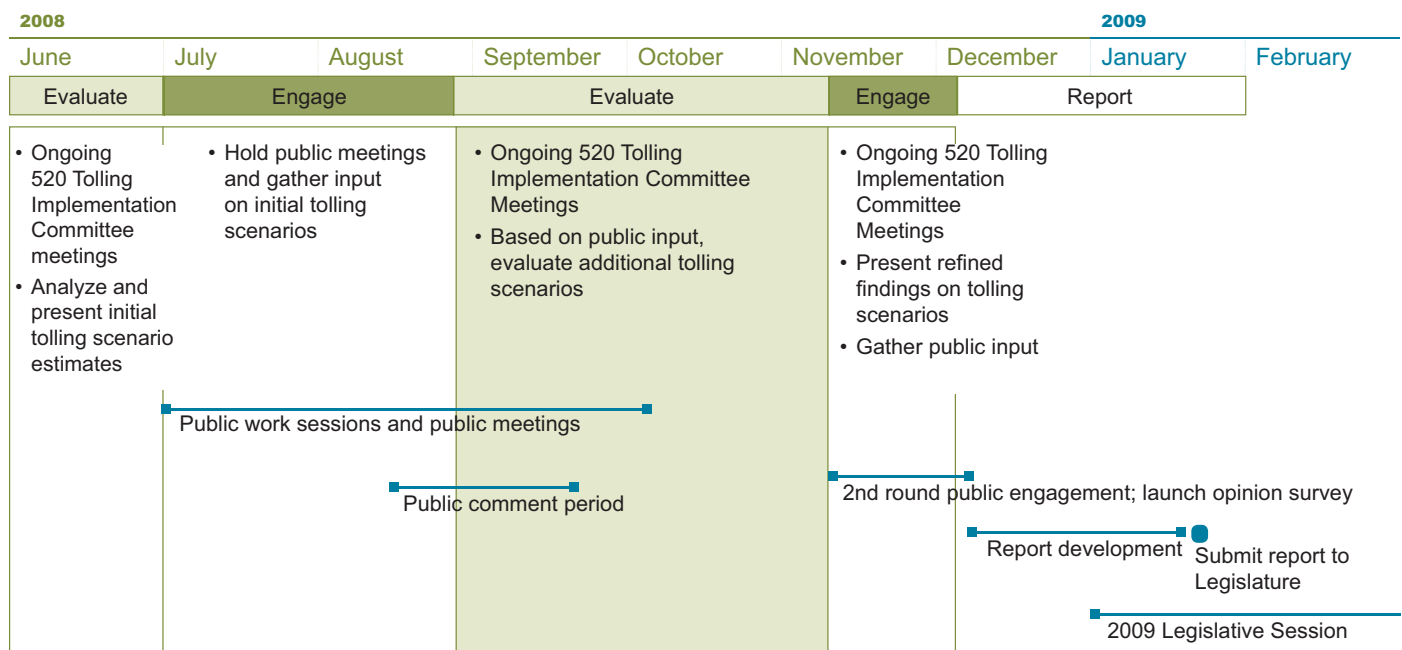 2008
2009
June
July
August
September
October
November
December
January
February
Evaluate
Engage
Evaluate
Engage
Report
• Ongoing
520 Tolling
Implementation
Committee
meetings
• Analyze and
present initial
tolling scenario
estimates
• Hold public meetings
and gather input
on initial tolling
scenarios
• Ongoing 520 Tolling
Implementation Committee
Meetings
• Based on public input,
evaluate additional tolling
scenarios
• Ongoing 520 Tolling
Implementation
Committee
Meetings
• Present refined
findings on tolling
scenarios
• Gather public input
Public work sessions and public meetings
Public comment period
2nd round public engagement; launch opinion survey
Report development
Submit report to
Legislature
2009 Legislative Session